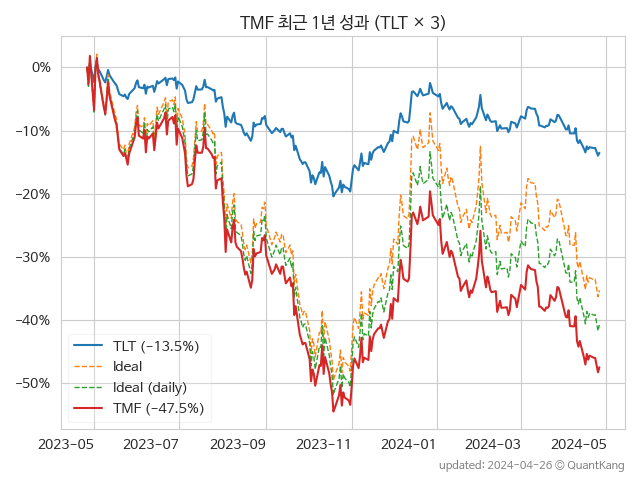 TMF 최근 1년 성과 (TLT × 3)
0%
−10%
−20%
−30%
−40%
−50%
TLT (−13.5%)
Ideal
Ideal (daily)
TMF (−47.5%)
2023-05 2023-07 2023-09 2023-11 2024-01 2024-03 2024-05
updated: 2024-04-26 ⓒ QuantKang